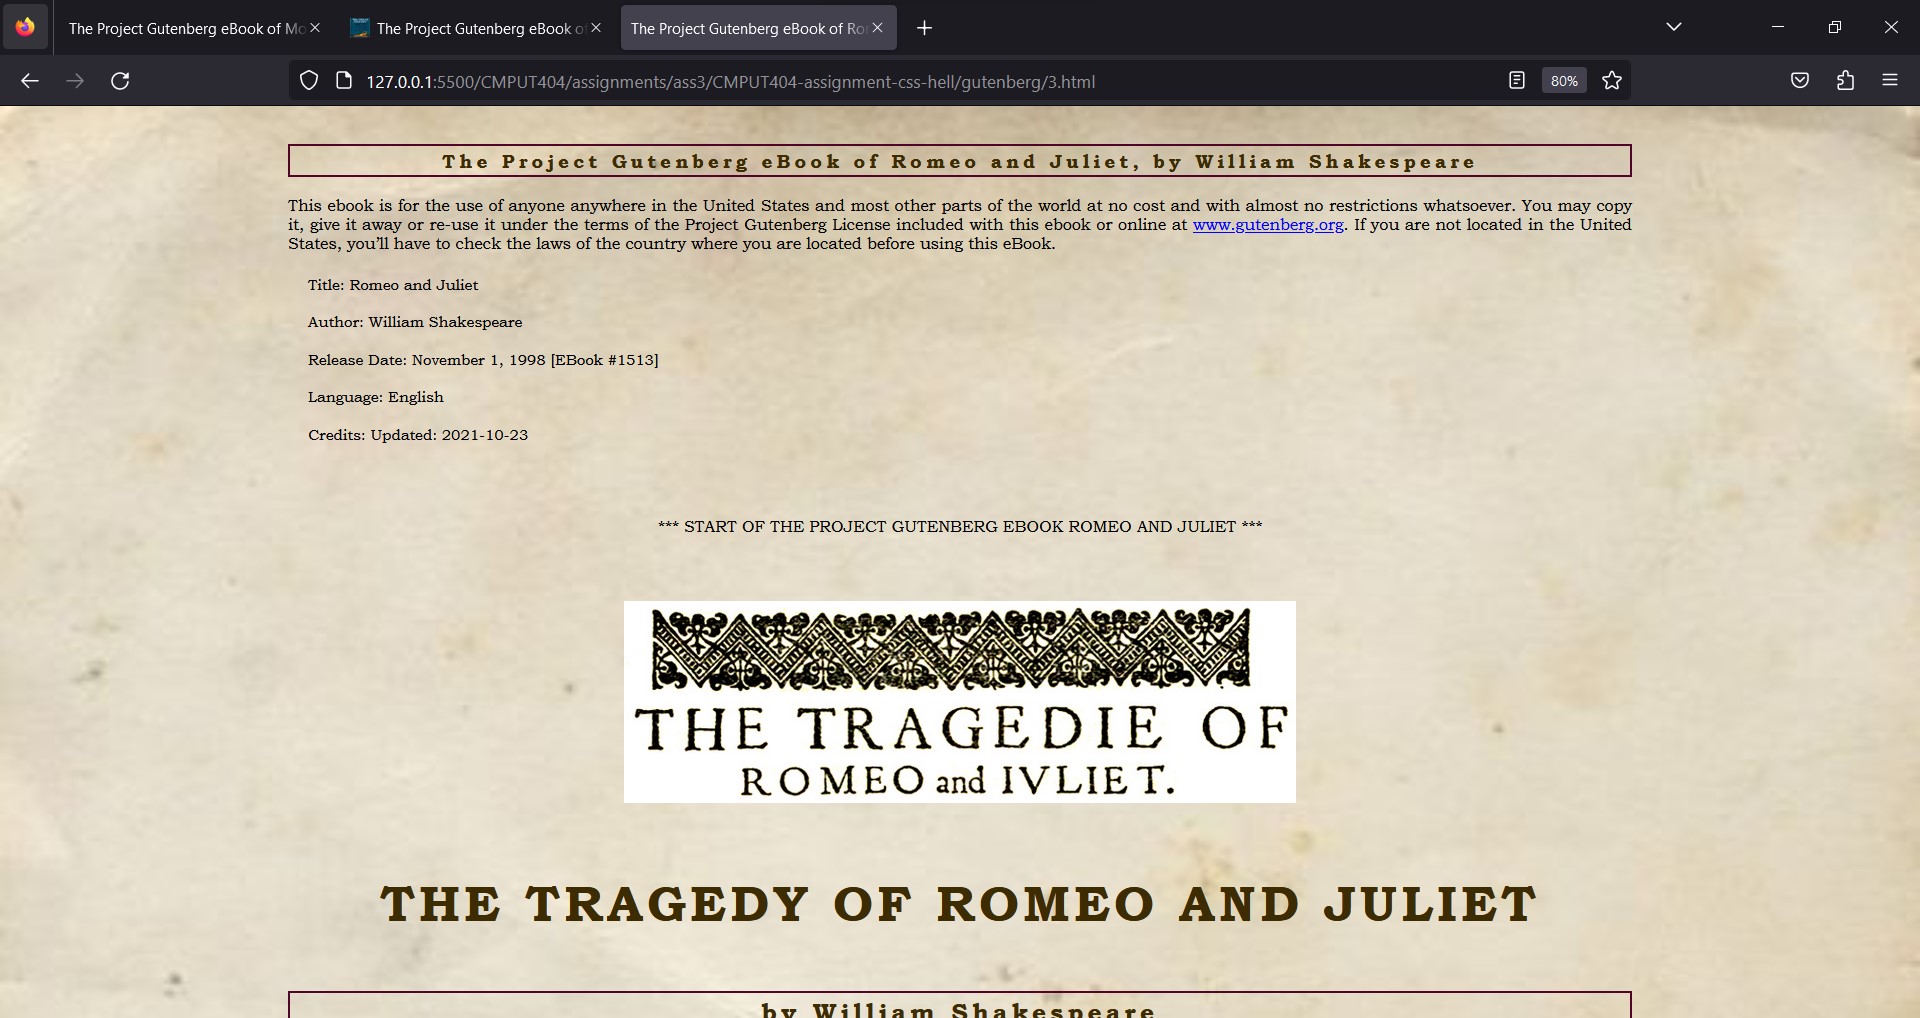 The Project Gutenberg eBook of Mo
The Project Gutenberg eBook of
The Project Gutenberg eBook of Ro
127.0.0.1:5500/CMPUT404/assignments/ass3/CMPUT404-assignment-css-hell/gutenberg/3.html
80%
The Project Gutenberg eBook of Romeo and Juliet, by William Shakespeare
This ebook is for the use of anyone anywhere in the United States and most other parts of the world at no cost and with almost no restrictions whatsoever. You may copy
it, give it away or re-use it under the terms of the Project Gutenberg License included with this ebook or online at www.gutenberg.org. If you are not located in the United
States, you’ll have to check the laws of the country where you are located before using this eBook.
Title: Romeo and Juliet
Author: William Shakespeare
Release Date: November 1, 1998 [EBook #1513]
Language: English
Credits: Updated: 2021-10-23
*** START OF THE PROJECT GUTENBERG EBOOK ROMEO AND JULIET ***
THE TRAGEDIE OF
ROMEO and IVLIET.
THE TRAGEDY OF ROMEO AND JULIET
by William Shakespeare